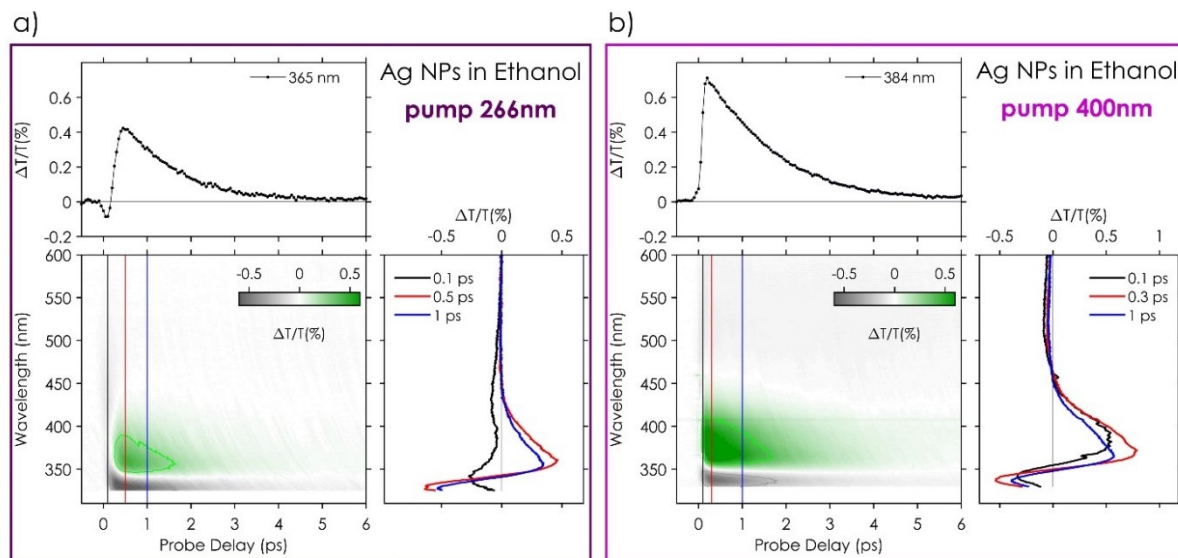 a)
365 nm
Ag NPs in Ethanol
pump 266nm
ΔT/T(%)
0.6
0.4
0.2
0
-0.2
ΔT/T(%)
-0.5 0 0.5
0.1 ps
0.5 ps
1 ps
-0.5 0 0.5
ΔT/T(%)
Wavelength (nm)
600
550
500
450
400
350
0 1 2 3 4 5 6
Probe Delay (ps)
b)
384 nm
Ag NPs in Ethanol
pump 400nm
ΔT/T(%)
0.6
0.4
0.2
0
-0.2
ΔT/T(%)
-0.5 0 0.5 1
0.1 ps
0.3 ps
1 ps
-0.5 0 0.5
ΔT/T(%)
Wavelength (nm)
600
550
500
450
400
350
0 1 2 3 4 5 6
Probe Delay (ps)